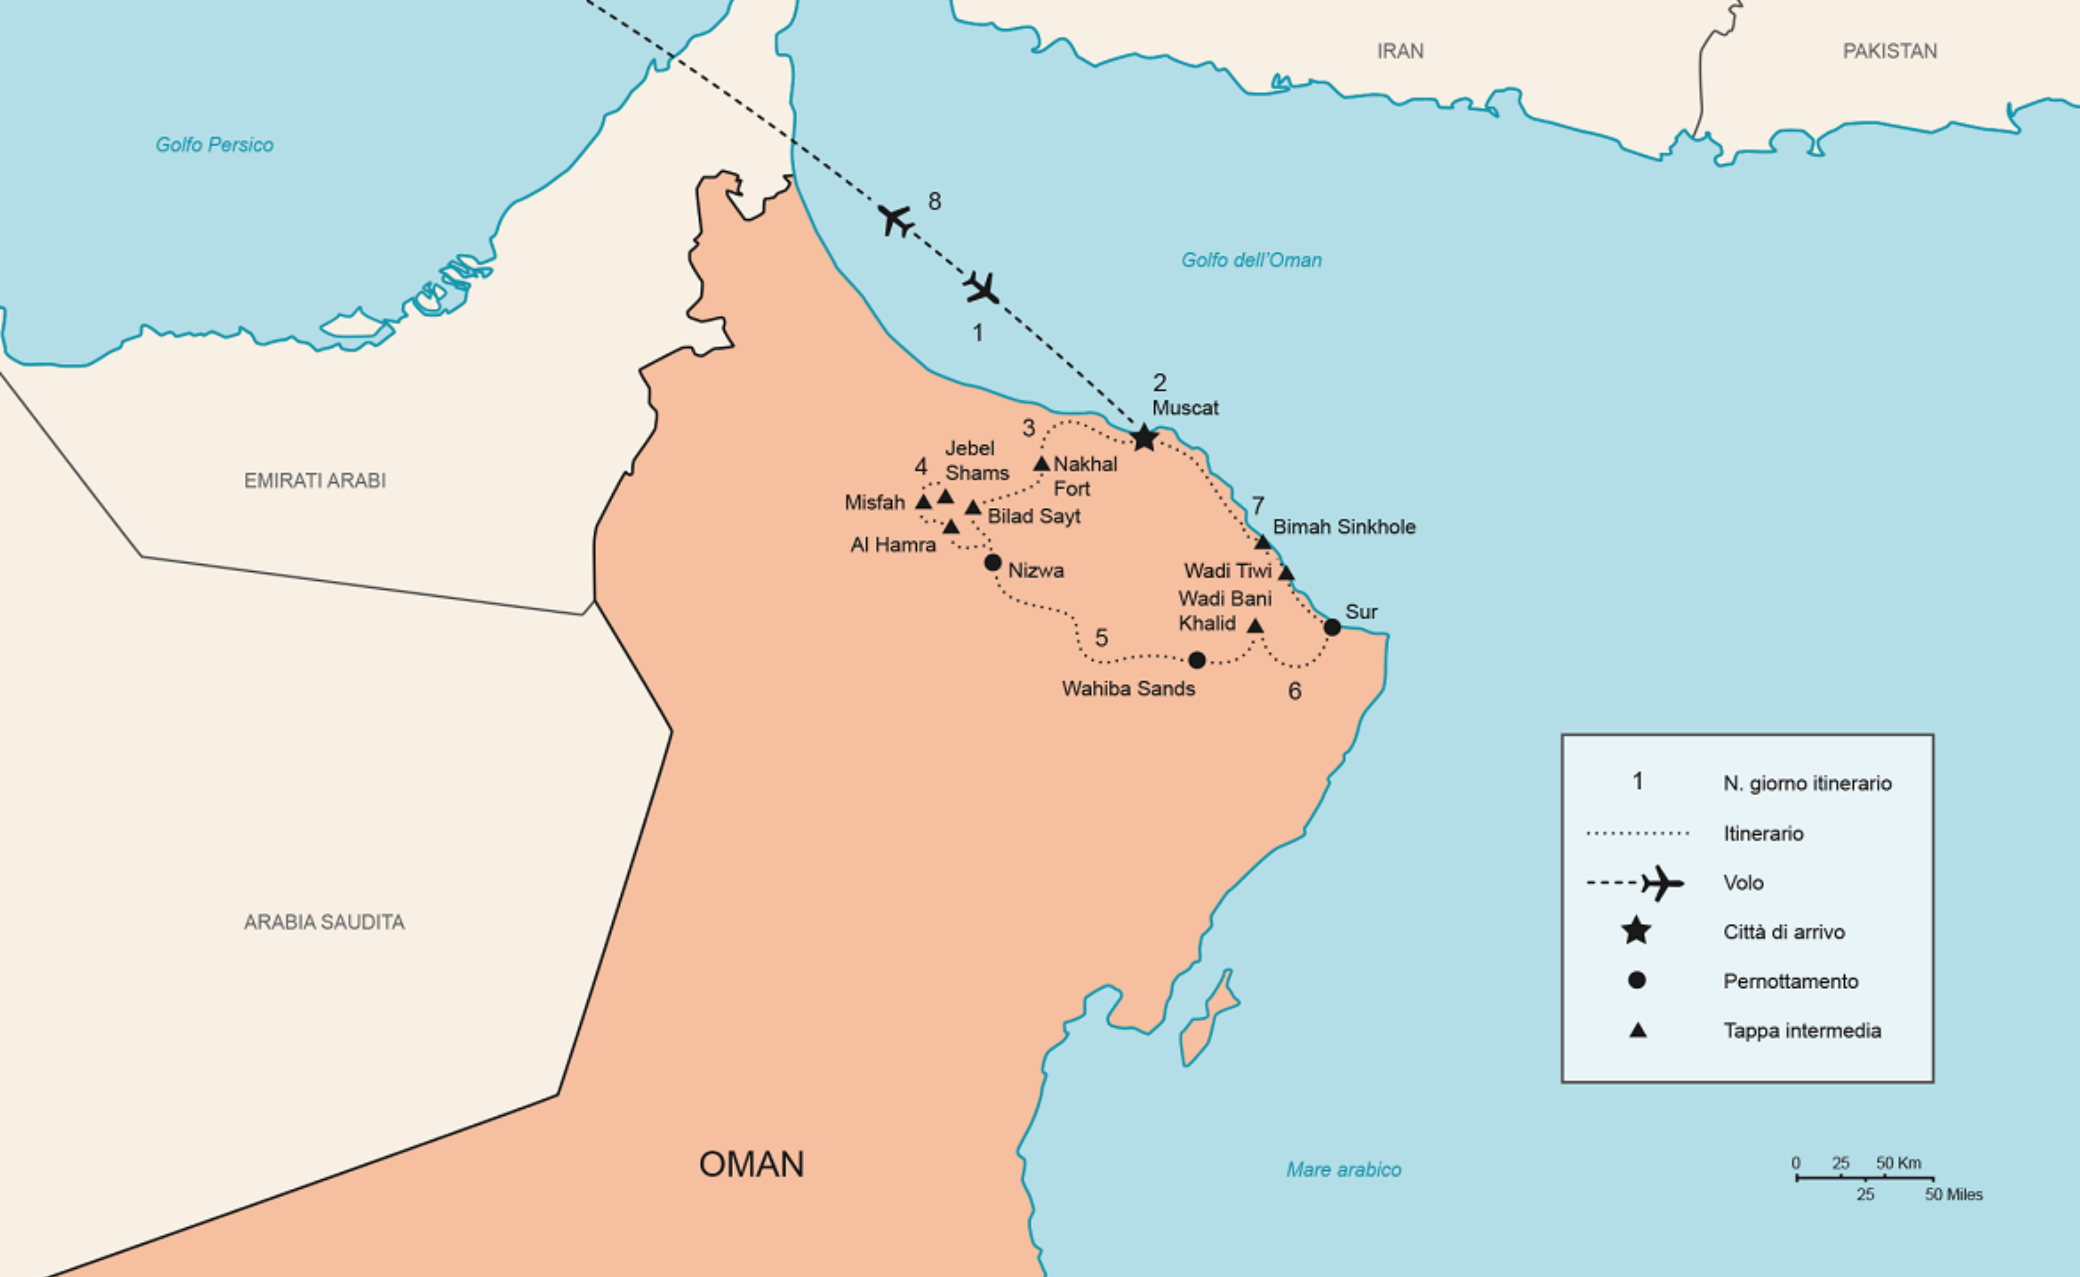 IRAN
PAKISTAN
Golfo Persico
8
Golfo dell'Oman
1
2
Muscat
3
Jebel
Shams
4
Nakhal
Fort
Misfah
Bilad Sayt
Al Hamra
Nizwa
EMIRATI ARABI
7
Bimah Sinkhole
Wadi Tiwi
Wadi Bani
Khalid
Sur
5
Wahiba Sands
6
ARABIA SAUDITA
OMAN
Mare arabico
1 N. giorno itinerario
Itinerario
Volo
Città di arrivo
Pernottamento
Tappa intermedia
0 25 50 Km
25 50 Miles